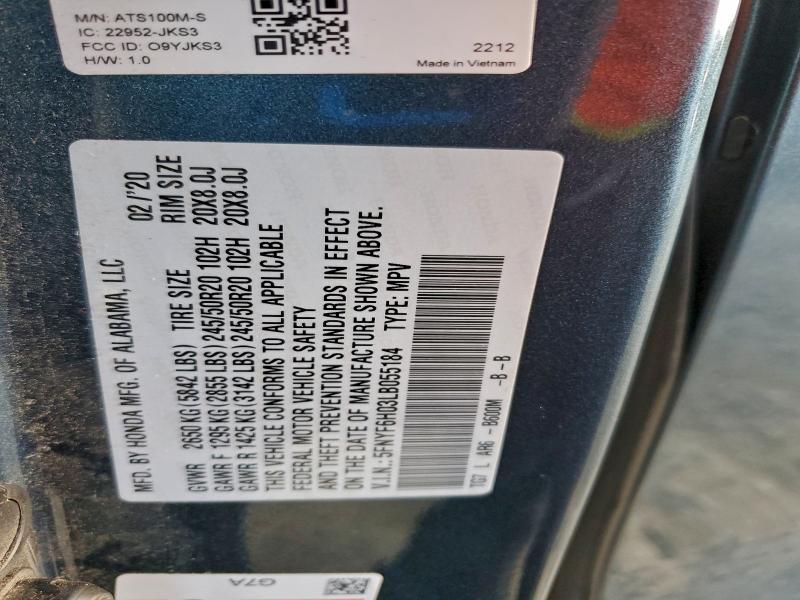 M/N: ATS100M-S
IC: 22952-JKS3
FCC ID: O9YJKS3
H/W: 1.0
2212
Made in Vietnam
MFD. BY HONDA MFG. OF ALABAMA, LLC 02/'20
GVWR 2650 KG (5842 LBS) TIRE SIZE RIM SIZE
GAWR F 1295 KG (2855 LBS) 245/50R20 102H 20X8.0J
GAWR R 1425 KG (3142 LBS) 245/50R20 102H 20X8.0J
THIS VEHICLE CONFORMS TO ALL APPLICABLE
FEDERAL MOTOR VEHICLE SAFETY
AND THEFT PREVENTION STANDARDS IN EFFECT
ON THE DATE OF MANUFACTURE SHOWN ABOVE.
V.I.N.: 5FNYF6H03LB055184 TYPE: MPV
TG7 L AR6 -B600M -B -B
G7A